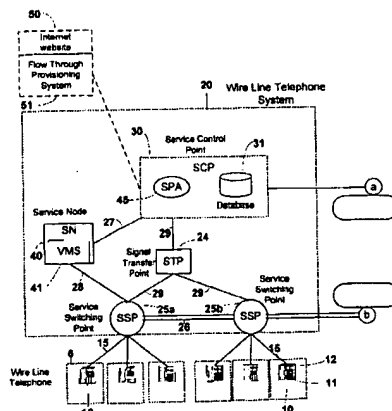 50
Internet
website
Flow Through
Provisioning
System
51
20
Wire Line Telephone
System
30
31
Service Control
Point
SCP
SPA
Database
45
a
Service Node
27
SN
VMS
40
41
29
24
Signal
Transfer
Point
STP
28
Service
Switching
Point
29
29
Service
Switching
Point
SSP
25a
25b
26
SSP
b
15
15
Wire Line
Telephone
12
11
10